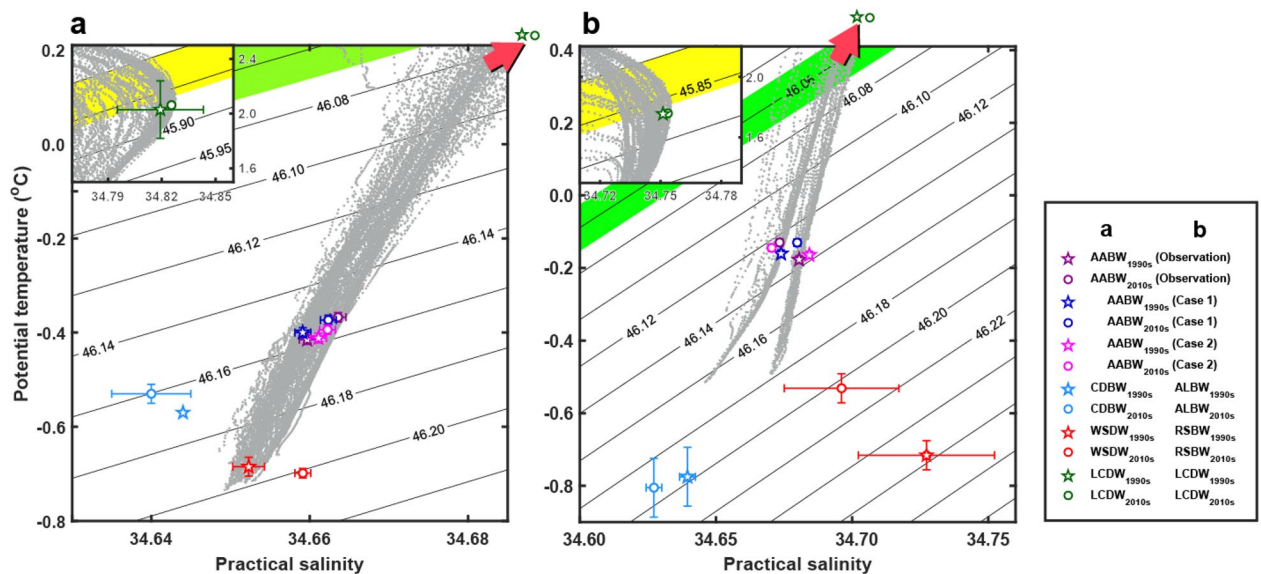 a
b
0.2
0.0
-0.2
-0.4
-0.6
-0.8
Potential temperature (°C)
34.64
34.66
34.68
Practical salinity
2.4
2.0
1.6
34.79
34.82
34.85
45.90
45.95
46.08
46.10
46.12
46.14
46.14
46.16
46.18
46.20
0.4
0.2
0.0
-0.2
-0.4
-0.6
-0.8
34.60
34.65
34.70
34.75
Practical salinity
2.0
1.6
34.72
34.75
34.78
45.85
46.05
46.08
46.10
46.12
46.12
46.14
46.16
46.18
46.20
46.22
a b
AABW1990s (Observation)
AABW2010s (Observation)
AABW1990s (Case 1)
AABW2010s (Case 1)
AABW1990s (Case 2)
AABW2010s (Case 2)
CDBW1990s ALBW1990s
CDBW2010s ALBW2010s
WSDW1990s RSBW1990s
WSDW2010s RSBW2010s
LCDW1990s LCDW1990s
LCDW2010s LCDW2010s